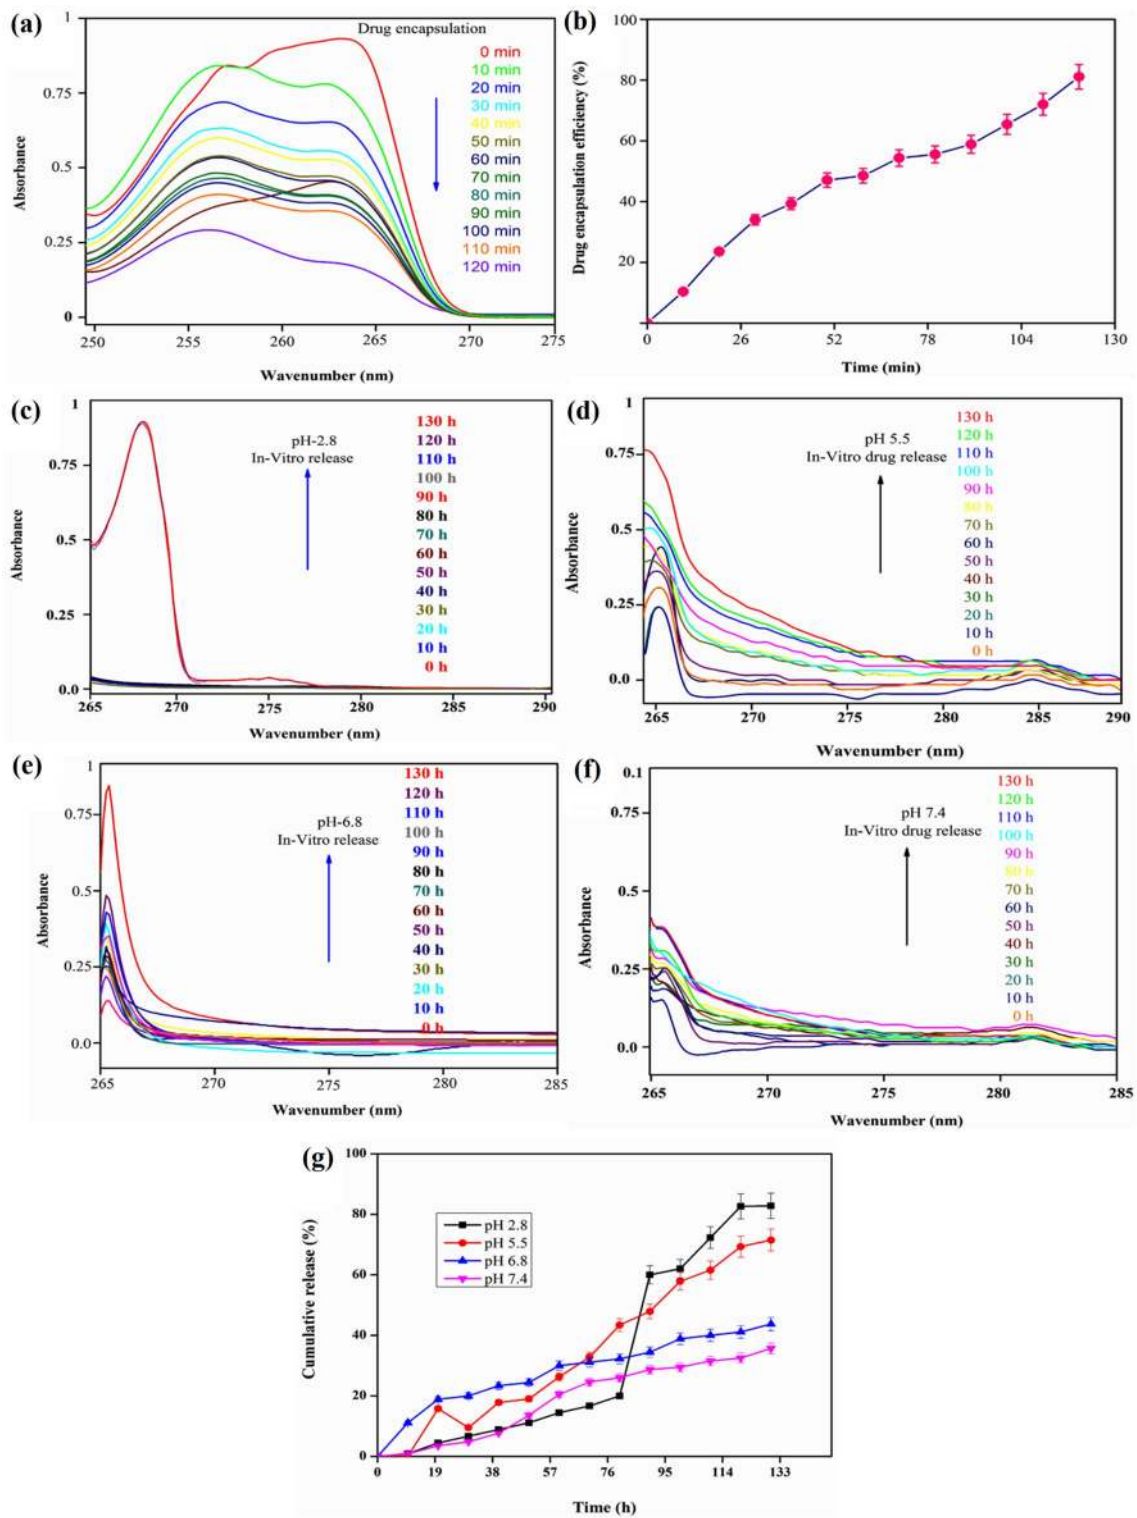 (a)
Drug encapsulation
0 min
10 min
20 min
30 min
40 min
50 min
60 min
70 min
80 min
90 min
100 min
110 min
120 min
1
0.75
0.5
0.25
0
250
255
260
265
270
275
Absorbance
Wavenumber (nm)
(b)
100
80
60
40
20
0
26
52
78
104
130
Drug encapsulation efficiency (%)
Time (min)
(c)
1
0.75
0.5
0.25
0.0
265
270
275
280
285
290
Absorbance
Wavenumber (nm)
pH-2.8
In-Vitro release
130 h
120 h
110 h
100 h
90 h
80 h
70 h
60 h
50 h
40 h
30 h
20 h
10 h
0 h
(d)
1
0.75
0.5
0.25
0.0
265
270
275
280
285
290
Absorbance
Wavenumber (nm)
pH 5.5
In-Vitro drug release
130 h
120 h
110 h
100 h
90 h
80 h
70 h
60 h
50 h
40 h
30 h
20 h
10 h
0 h
(e)
1
0.75
0.5
0.25
0.0
265
270
275
280
285
Absorbance
Wavenumber (nm)
pH-6.8
In-Vitro release
130 h
120 h
110 h
100 h
90 h
80 h
70 h
60 h
50 h
40 h
30 h
20 h
10 h
0 h
(f)
0.1
0.75
0.5
0.25
0.0
265
270
275
280
285
Absorbance
Wavenumber (nm)
pH 7.4
In-Vitro drug release
130 h
120 h
110 h
100 h
90 h
80 h
70 h
60 h
50 h
40 h
30 h
20 h
10 h
0 h
(g)
100
80
60
40
20
0
0
19
38
57
76
95
114
133
Cumulative release (%)
Time (h)
pH 2.8
pH 5.5
pH 6.8
pH 7.4